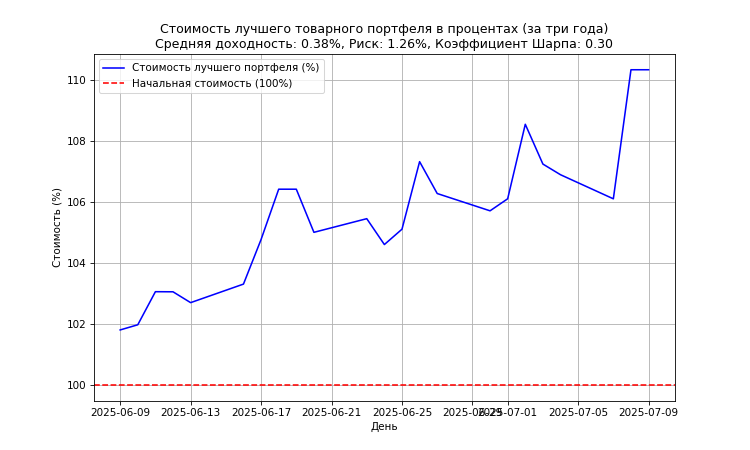 Стоимость лучшего товарного портфеля в процентах (за три года)
Средняя доходность: 0.38%, Риск: 1.26%, Коэффициент Шарпа: 0.30
Стоимость лучшего портфеля (%)
Начальная стоимость (100%)
Стоимость (%)
110
108
106
104
102
100
2025-06-09 2025-06-13 2025-06-17 2025-06-21 2025-06-25 2025-06-29 2025-07-01 2025-07-05 2025-07-09
День